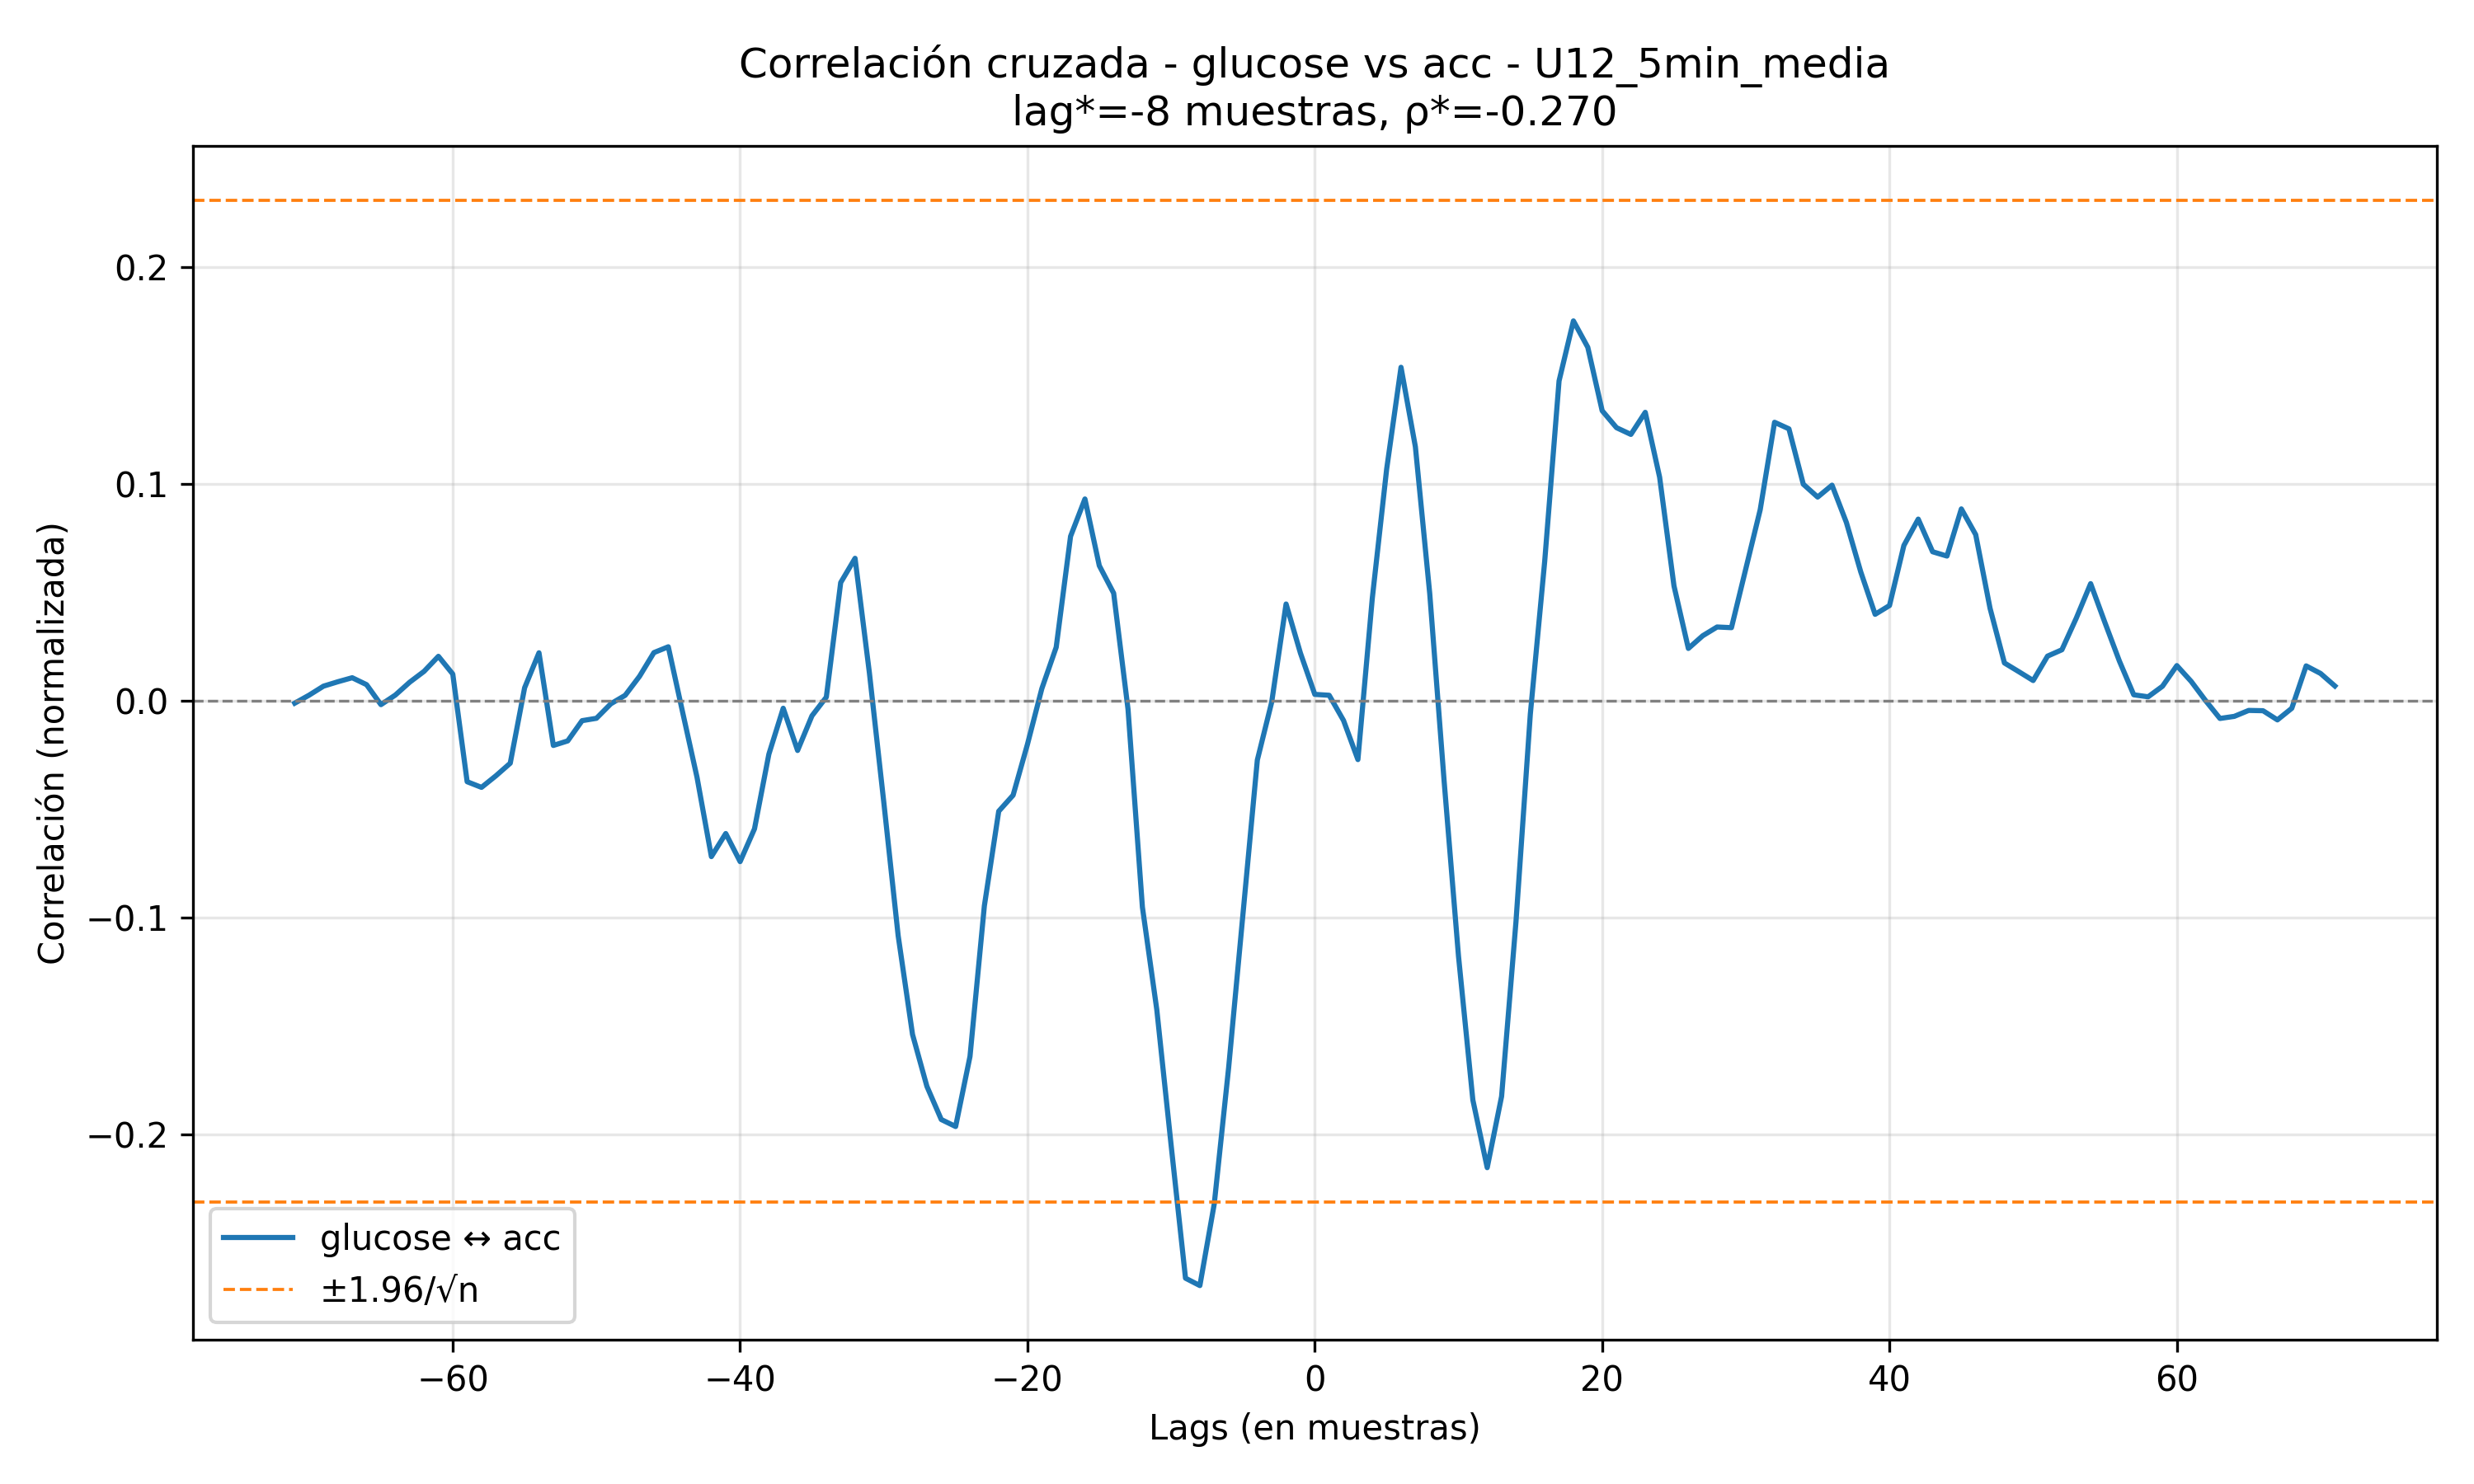 Correlación cruzada - glucose vs acc - U12_5min_media
lag*=-8 muestras, ρ*=-0.270
Correlación (normalizada)
0.2
0.1
0.0
−0.1
−0.2
glucose ↔ acc
±1.96/√n
−60
−40
−20
0
20
40
60
Lags (en muestras)